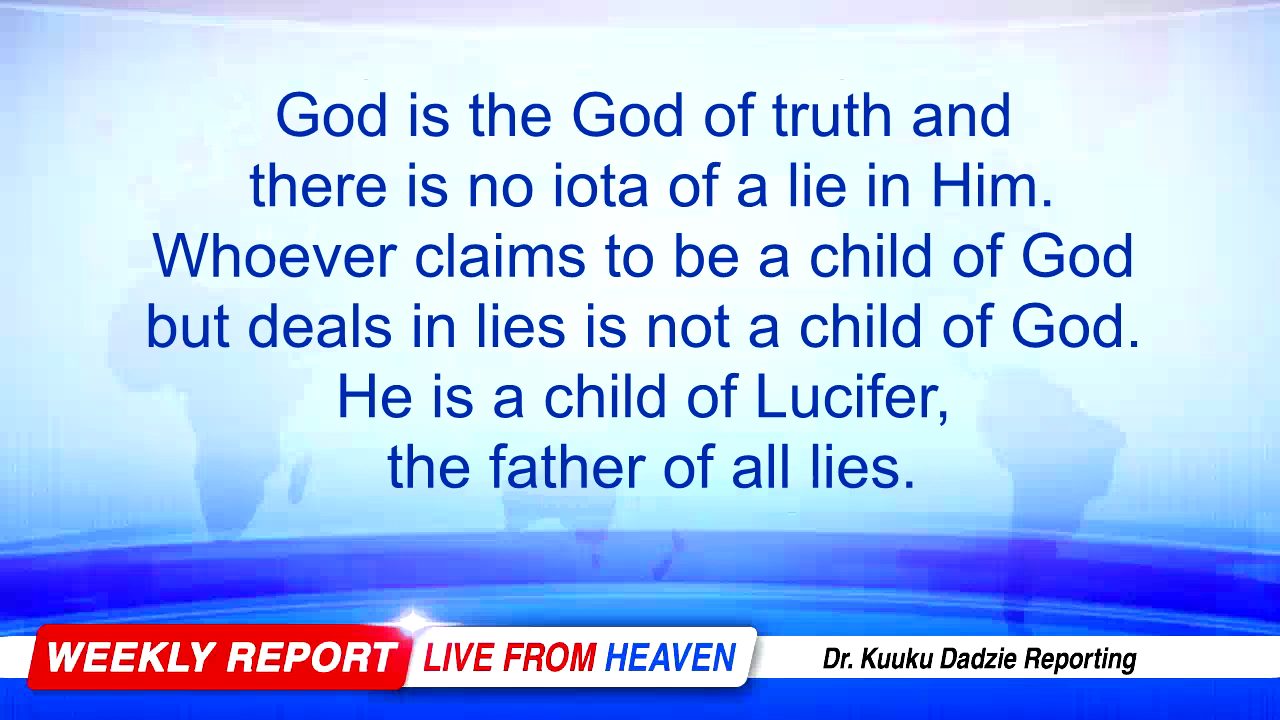 God is the God of truth and
there is no iota of a lie in Him.
Whoever claims to be a child of God
but deals in lies is not a child of God.
He is a child of Lucifer,
the father of all lies.
WEEKLY REPORT LIVE FROM HEAVEN Dr. Kuuku Dadzie Reporting